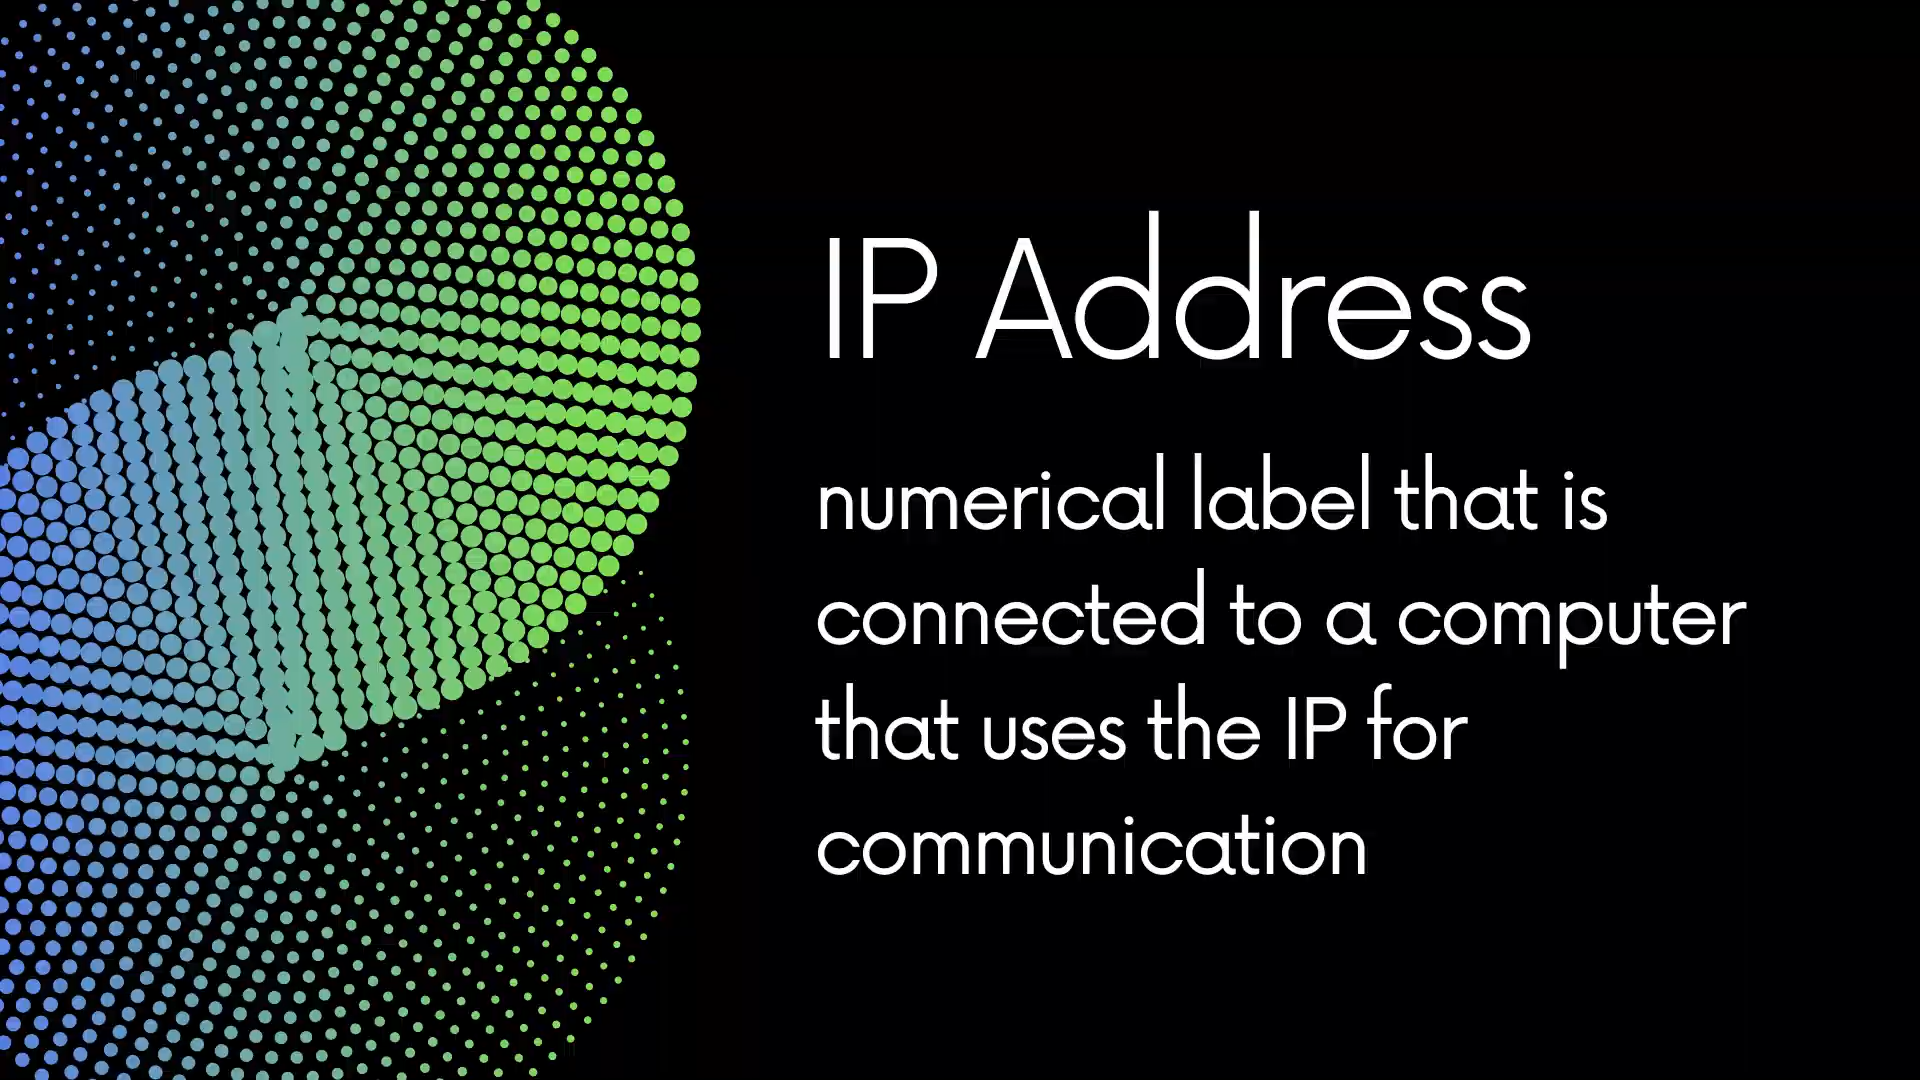 IP Address
numerical label that is
connected to a computer
that uses the IP for
communication